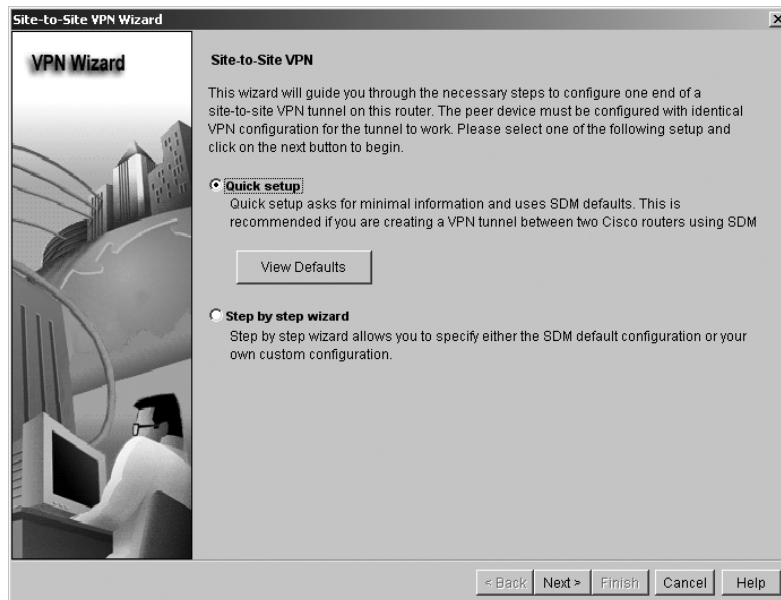 Site-to-Site VPN Wizard
VPN Wizard
Site-to-Site VPN
This wizard will guide you through the necessary steps to configure one end of a
site-to-site VPN tunnel on this router. The peer device must be configured with identical
VPN configuration for the tunnel to work. Please select one of the following setup and
click on the next button to begin.
Quick setup
Quick setup asks for minimal information and uses SDM defaults. This is
recommended if you are creating a VPN tunnel between two Cisco routers using SDM
View Defaults
Step by step wizard
Step by step wizard allows you to specify either the SDM default configuration or your
own custom configuration.
< Back Next > Finish Cancel Help